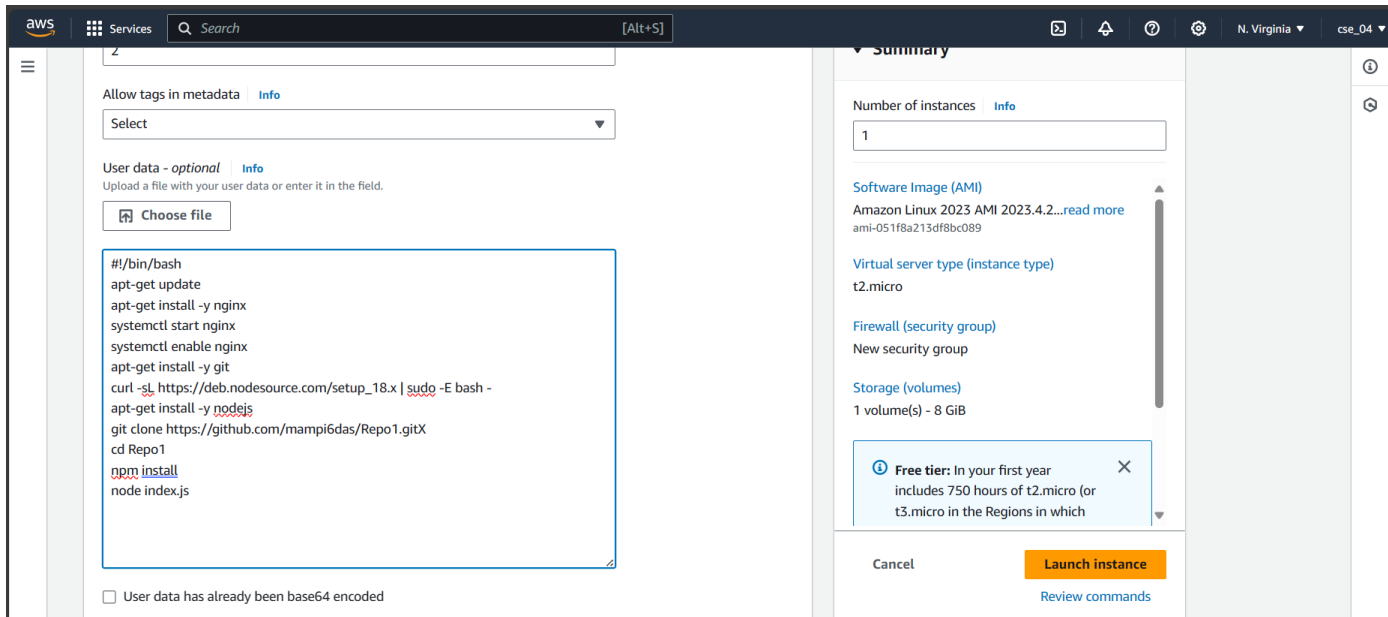 aws
Services
Search
[Alt+S]
N. Virginia
cse_04
2
Allow tags in metadata
Info
Select
User data - optional
Info
Upload a file with your user data or enter it in the field.
Choose file
#!/bin/bash
apt-get update
apt-get install -y nginx
systemctl start nginx
systemctl enable nginx
apt-get install -y git
curl -sL https://deb.nodesource.com/setup_18.x | sudo -E bash -
apt-get install -y nodejs
git clone https://github.com/mampi6das/Repo1.gitX
cd Repo1
npm install
node index.js
User data has already been base64 encoded
Summary
Number of instances
Info
1
Software Image (AMI)
Amazon Linux 2023 AMI 2023.4.2...read more
ami-051f8a213df8bc089
Virtual server type (instance type)
t2.micro
Firewall (security group)
New security group
Storage (volumes)
1 volume(s) - 8 GiB
Free tier: In your first year
includes 750 hours of t2.micro (or
t3.micro in the Regions in which
Cancel
Launch instance
Review commands